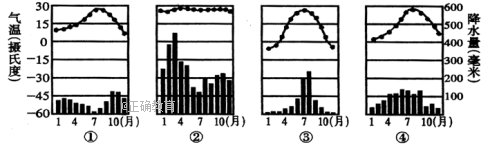 气温(摄氏度)
30
15
0
−15
−30
−45
−60
600
500
400
300
200
100
降水量(毫米)
@正确教育
1 4 7 10(月)
1 4 7 10(月)
1 4 7 10(月)
1 4 7 10(月)
① ② ③ ④